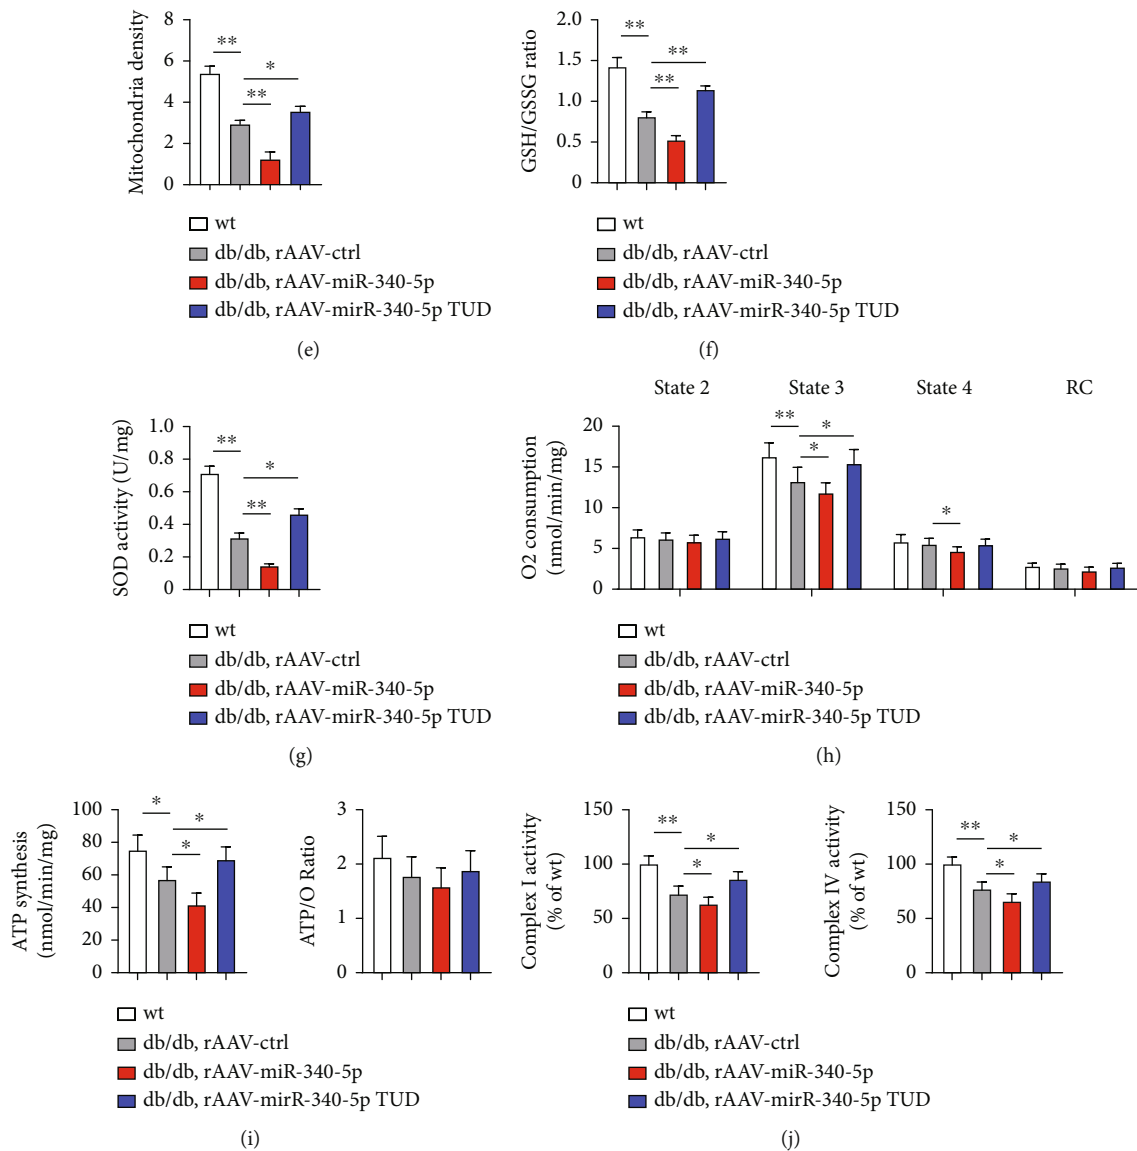 Mitochondria density
8
6
4
2
0
**
*
**
wt
db/db, rAAV-ctrl
db/db, rAAV-miR-340-5p
db/db, rAAV-mirR-340-5p TUD
(e)
GSH/GSSG ratio
2.0
1.5
1.0
0.5
0.0
**
**
**
wt
db/db, rAAV-ctrl
db/db, rAAV-miR-340-5p
db/db, rAAV-mirR-340-5p TUD
(f)
SOD activity (U/mg)
1.0
0.8
0.6
0.4
0.2
0
**
*
**
wt
db/db, rAAV-ctrl
db/db, rAAV-miR-340-5p
db/db, rAAV-mirR-340-5p TUD
(g)
State 2
State 3
State 4
RC
O2 consumption
(nmol/min/mg)
20
15
10
5
0
**
*
*
*
wt
db/db, rAAV-ctrl
db/db, rAAV-miR-340-5p
db/db, rAAV-mirR-340-5p TUD
(h)
ATP synthesis
(nmol/min/mg)
100
80
60
40
20
0
*
*
*
ATP/O Ratio
3
2
1
0
wt
db/db, rAAV-ctrl
db/db, rAAV-miR-340-5p
db/db, rAAV-mirR-340-5p TUD
(i)
Complex I activity
(% of wt)
150
100
50
0
**
*
*
Complex IV activity
(% of wt)
150
100
50
0
**
*
*
wt
db/db, rAAV-ctrl
db/db, rAAV-miR-340-5p
db/db, rAAV-mirR-340-5p TUD
(j)